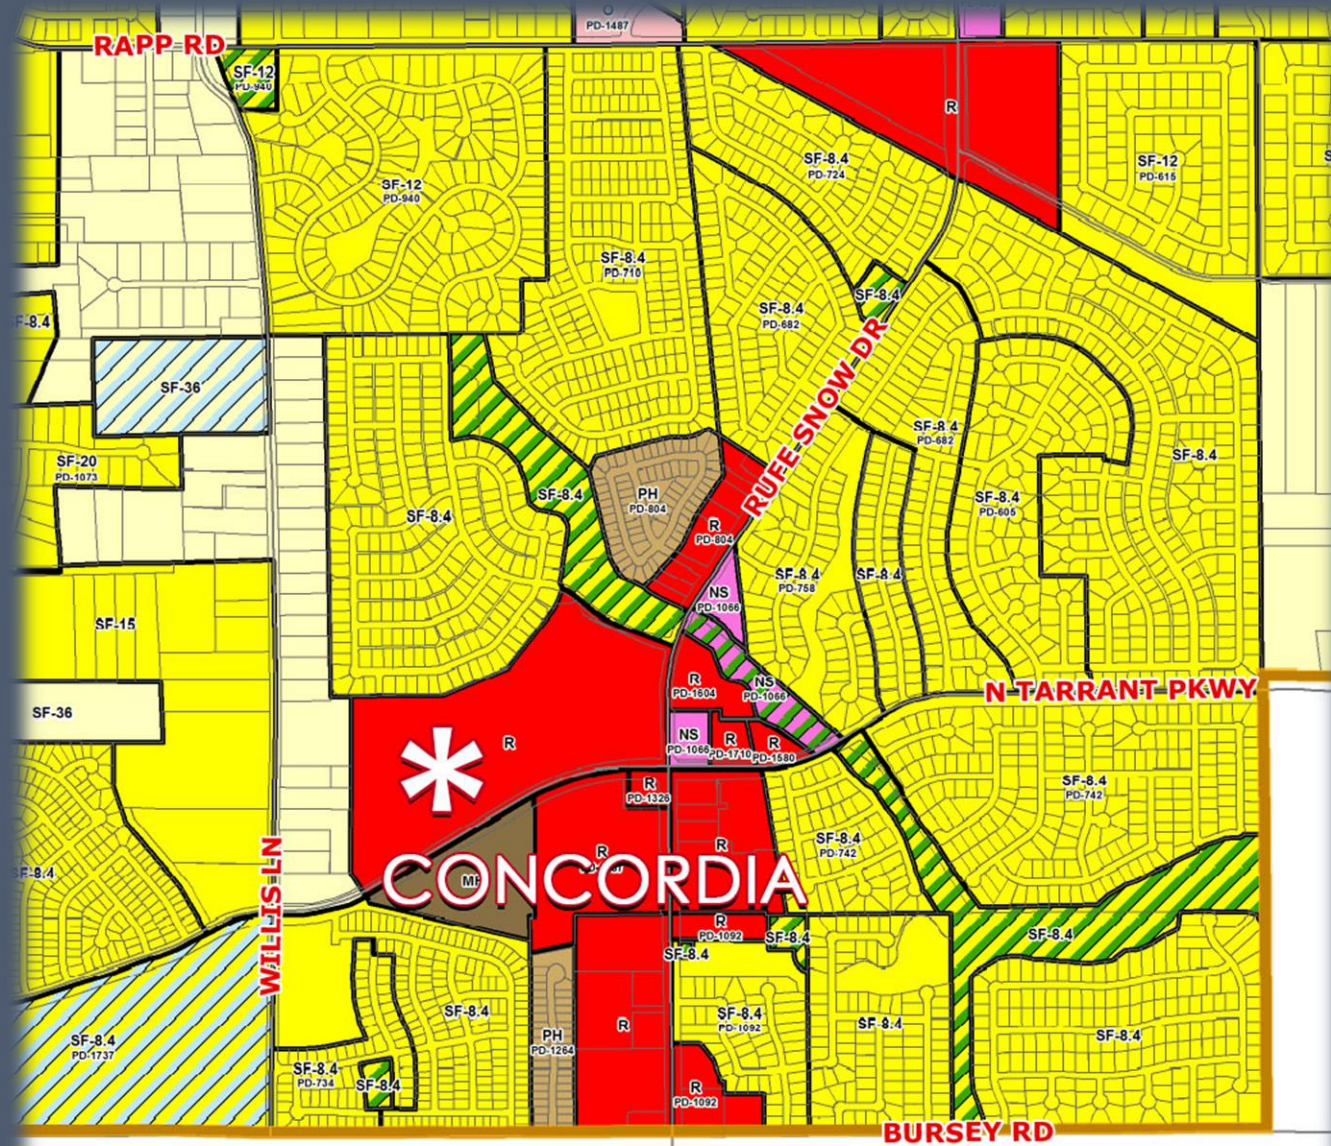 O
PD-1487
RAPP RD
SF-12
PD-940
R
SF-8.4
PD-724
SF-12
PD-615
SF-12
PD-940
SF-8.4
PD-710
SF-8.4
SF-8.4
PD-682
SF-8.4
SF-36
RUFE SNOW DR
SF-8.4
PD-682
SF-20
PD-1073
SF-8.4
SF-8.4
SF-8.4
PH
PD-804
SF-8.4
PD-605
SF-8.4
R
PD-804
SF-8.4
PD-758
SF-8.4
NS
PD-1066
SF-15
R
PD-1604
NS
PD-1066
N TARRANT PKWY
SF-36
R
NS
PD-1066
R
PD-1710
R
PD-1580
*
R
PD-1326
SF-8.4
PD-742
SF-8.4
PD-742
R
R
SF-8.4
CONCORDIA
WILLIS LN
R
PD-1092
SF-8.4
SF-8.4
SF-8.4
SF-8.4
SF-8.4
PD-1092
SF-8.4
SF-8.4
R
PH
PD-1264
SF-8.4
PD-1737
SF-8.4
PD-734
SF-8.4
R
PD-1092
BURSEY RD